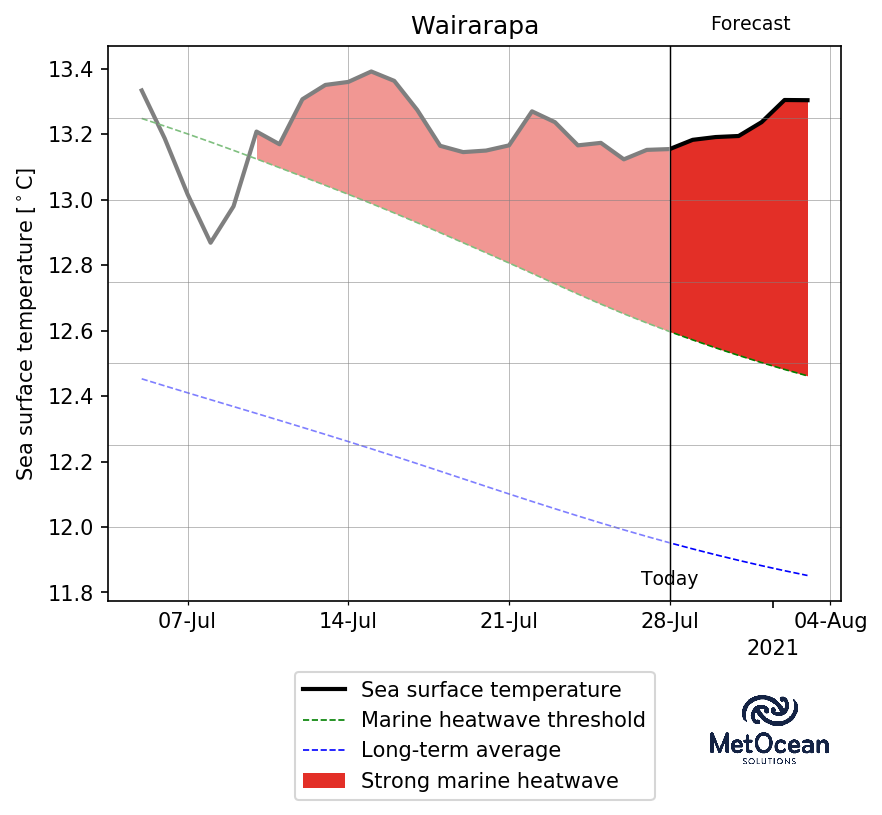 Wairarapa
Forecast
Sea surface temperature [°C]
13.4
13.2
13.0
12.8
12.6
12.4
12.2
12.0
11.8
Today
07-Jul
14-Jul
21-Jul
28-Jul
04-Aug
2021
Sea surface temperature
Marine heatwave threshold
Long-term average
Strong marine heatwave
MetOcean
SOLUTIONS